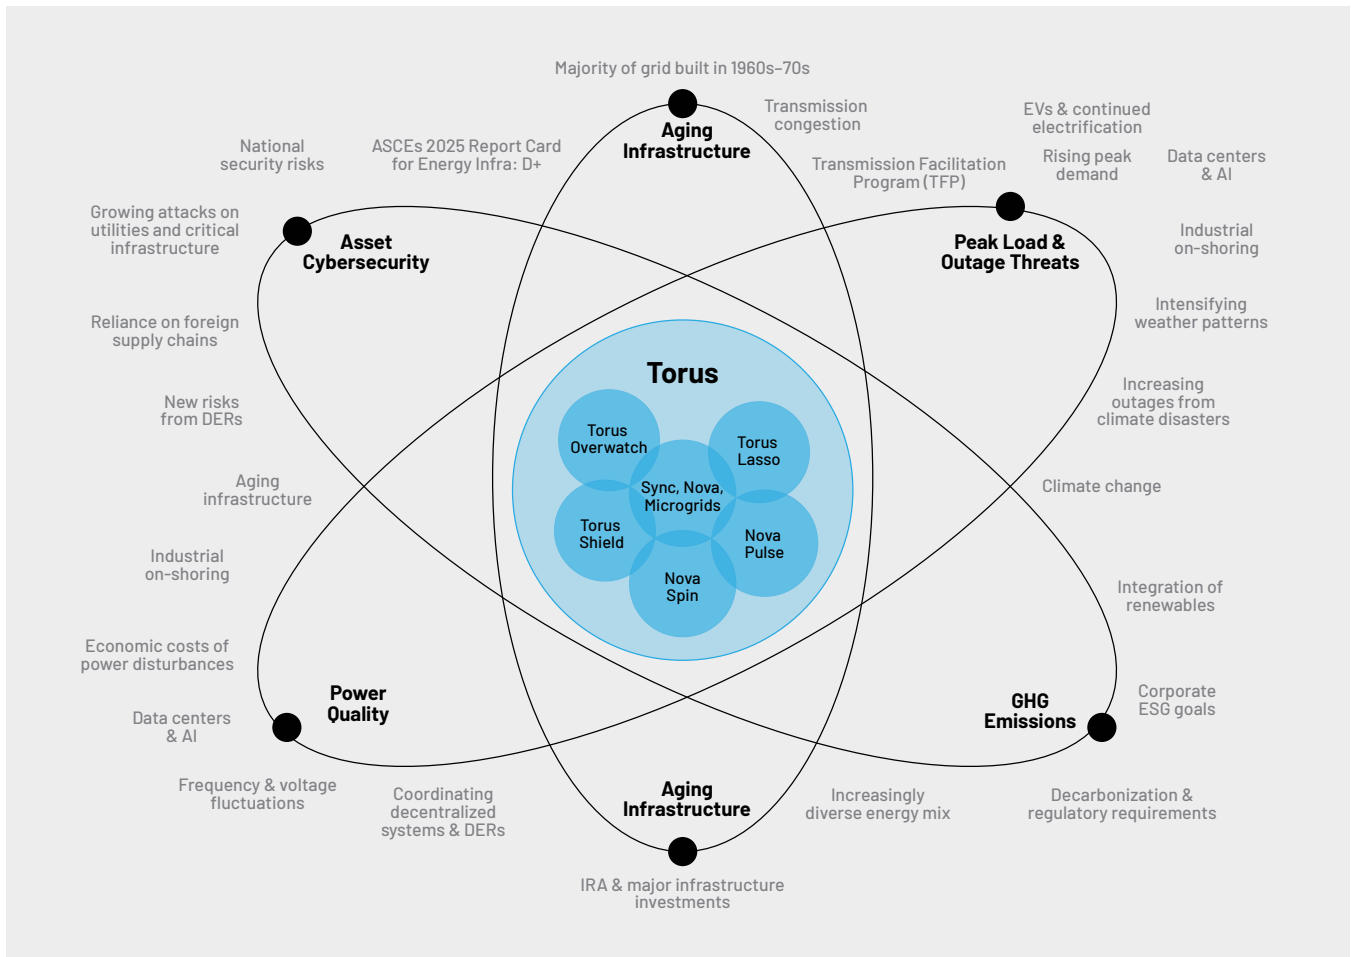 Majority of grid built in 1960s–70s
Aging
Infrastructure
Transmission
congestion
EVs & continued
electrification
National
security risks
ASCEs 2025 Report Card
for Energy Infra: D+
Transmission Facilitation
Program (TFP)
Rising peak
demand
Data centers
& AI
Growing attacks on
utilities and critical
infrastructure
Asset
Cybersecurity
Peak Load &
Outage Threats
Industrial
on-shoring
Reliance on foreign
supply chains
Intensifying
weather patterns
New risks
from DERs
Increasing
outages from
climate disasters
Torus
Torus
Overwatch
Torus
Lasso
Sync, Nova,
Microgrids
Torus
Shield
Nova
Pulse
Nova
Spin
Aging
infrastructure
Climate change
Industrial
on-shoring
Integration of
renewables
Economic costs of
power disturbances
Power
Quality
GHG
Emissions
Corporate
ESG goals
Data centers
& AI
Frequency & voltage
fluctuations
Coordinating
decentralized
systems & DERs
Aging
Infrastructure
Increasingly
diverse energy mix
Decarbonization &
regulatory requirements
IRA & major infrastructure
investments